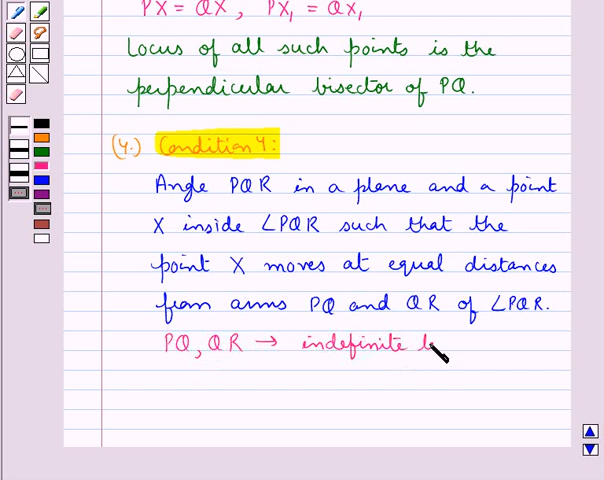 PX = QX, PX₁ = QX₁
Locus of all such points is the
perpendicular bisector of PQ.
(4.) Condition 4:
Angle PQR in a plane and a point
X inside ∠PQR such that the
point X moves at equal distances
from arms PQ and QR of ∠PQR.
PQ, QR → indefinite l